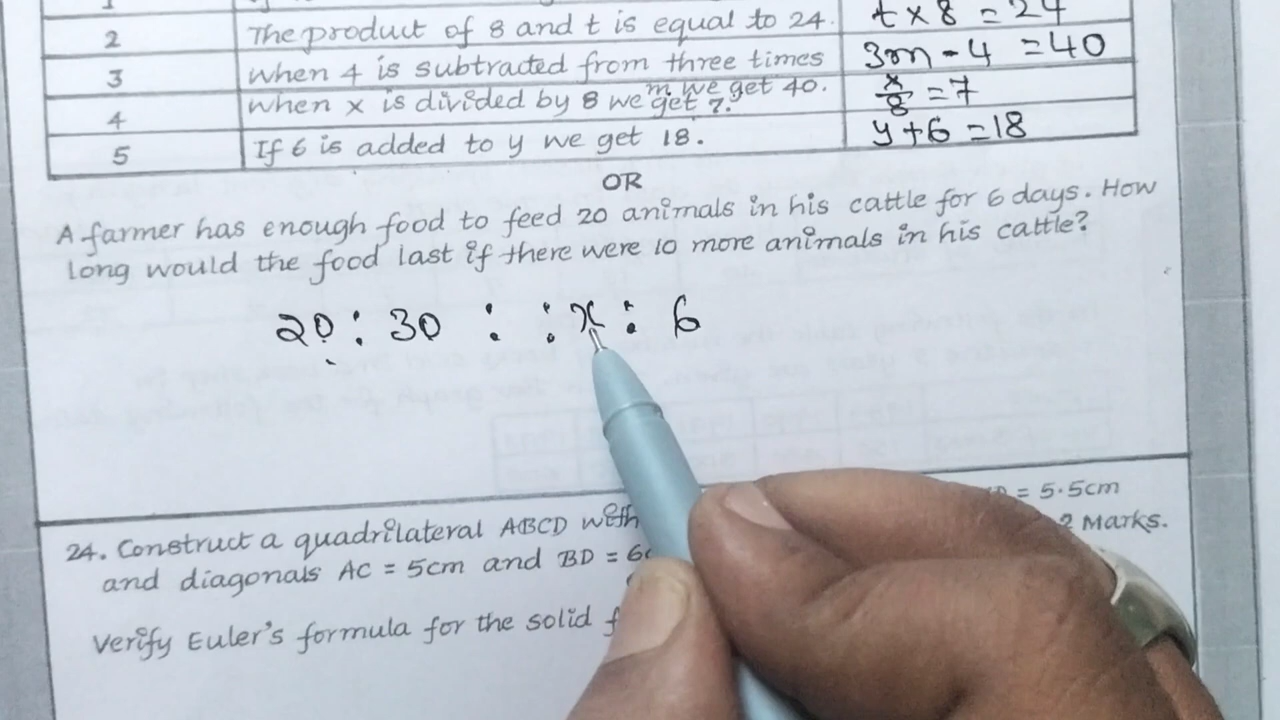 2 The product of 8 and t is equal to 24. t × 8 = 24
3 when 4 is subtracted from three times m we get 40. 3m - 4 = 40
4 when x is divided by 8 we get 7. x/8 = 7
5 If 6 is added to y we get 18. y + 6 = 18
OR
A farmer has enough food to feed 20 animals in his cattle for 6 days. How
long would the food last if there were 10 more animals in his cattle?
20 : 30 : : x : 6
24. Construct a quadrilateral ABCD with = 5.5cm
and diagonals AC = 5cm and BD = 6 2 Marks.
Verify Euler's formula for the solid